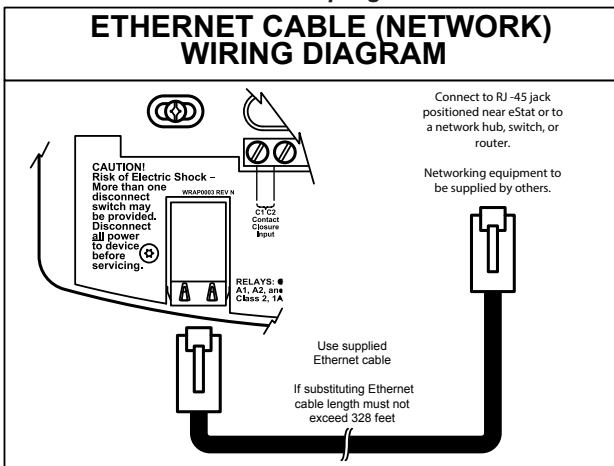 ETHERNET CABLE (NETWORK)
WIRING DIAGRAM
Connect to RJ -45 jack
positioned near eStat or to
a network hub, switch, or
router.
Networking equipment to
be supplied by others.
CAUTION!
Risk of Electric Shock –
More than one
disconnect
switch may
be provided.
Disconnect
all power
to device
before
servicing.
WRAP0003 REV N
C1 C2
Contact
Closure
Input
RELAYS:
A1, A2, and
Class 2, 1A
Use supplied
Ethernet cable
If substituting Ethernet
cable length must not
exceed 328 feet